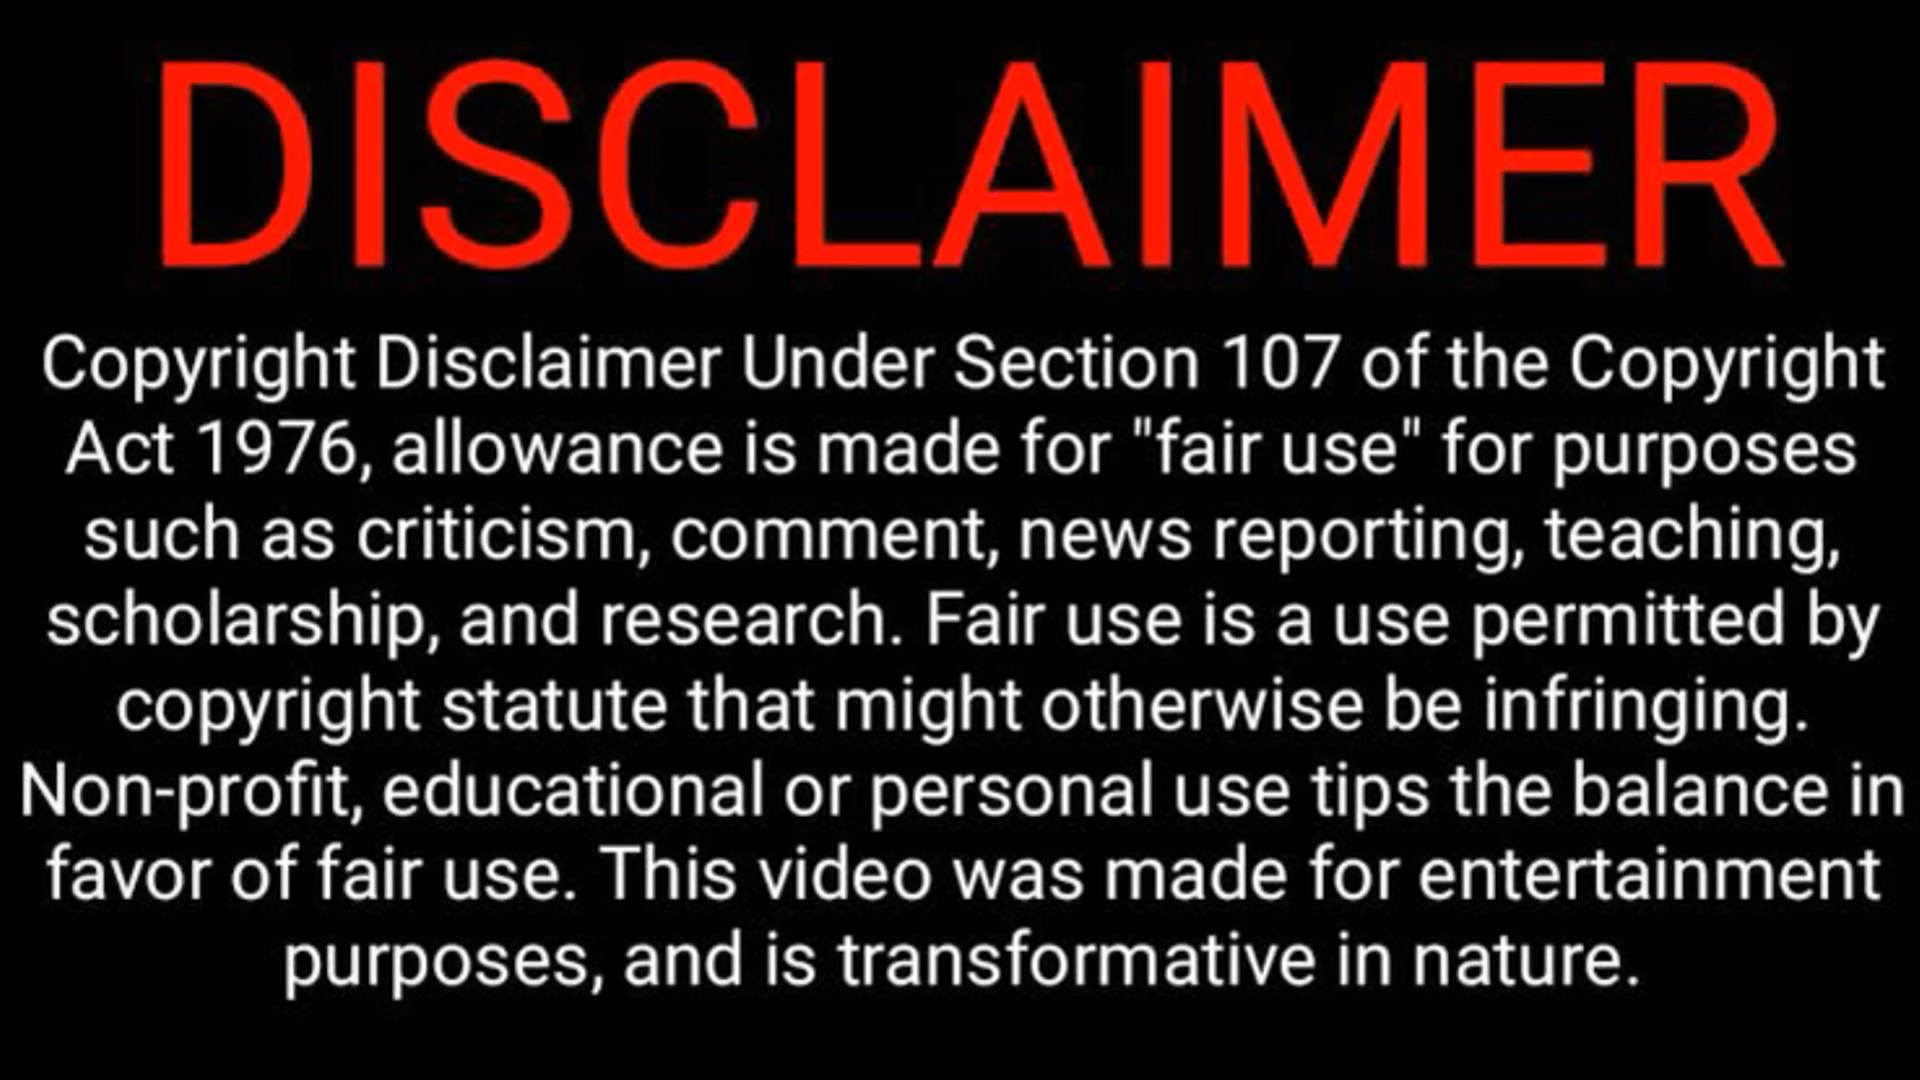 DISCLAIMER
Copyright Disclaimer Under Section 107 of the Copyright
Act 1976, allowance is made for "fair use" for purposes
such as criticism, comment, news reporting, teaching,
scholarship, and research. Fair use is a use permitted by
copyright statute that might otherwise be infringing.
Non-profit, educational or personal use tips the balance in
favor of fair use. This video was made for entertainment
purposes, and is transformative in nature.